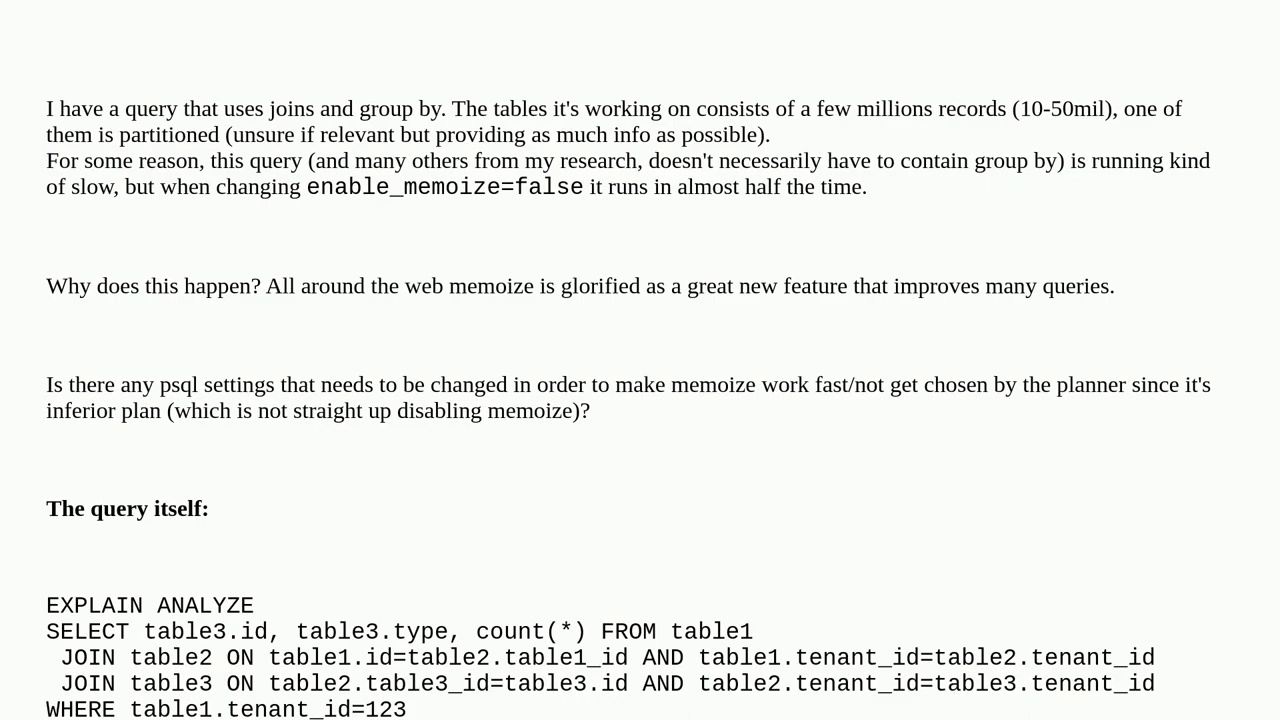 I have a query that uses joins and group by. The tables it's working on consists of a few millions records (10-50mil), one of
them is partitioned (unsure if relevant but providing as much info as possible).
For some reason, this query (and many others from my research, doesn't necessarily have to contain group by) is running kind
of slow, but when changing enable_memoize=false it runs in almost half the time.
Why does this happen? All around the web memoize is glorified as a great new feature that improves many queries.
Is there any psql settings that needs to be changed in order to make memoize work fast/not get chosen by the planner since it's
inferior plan (which is not straight up disabling memoize)?
The query itself:
EXPLAIN ANALYZE
SELECT table3.id, table3.type, count(*) FROM table1
 JOIN table2 ON table1.id=table2.table1_id AND table1.tenant_id=table2.tenant_id
 JOIN table3 ON table2.table3_id=table3.id AND table2.tenant_id=table3.tenant_id
WHERE table1.tenant_id=123